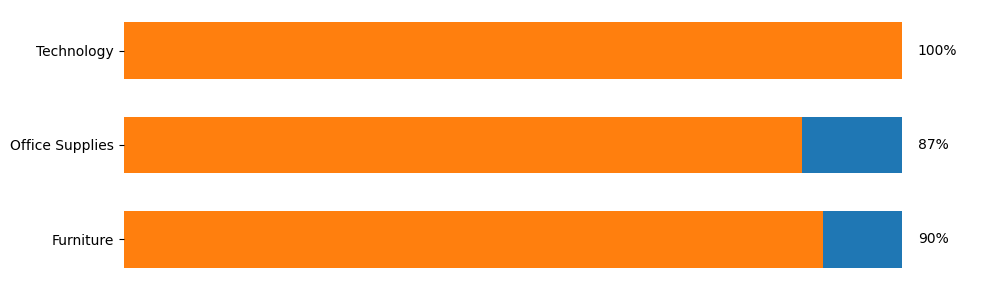 Technology 100%
Office Supplies 87%
Furniture 90%